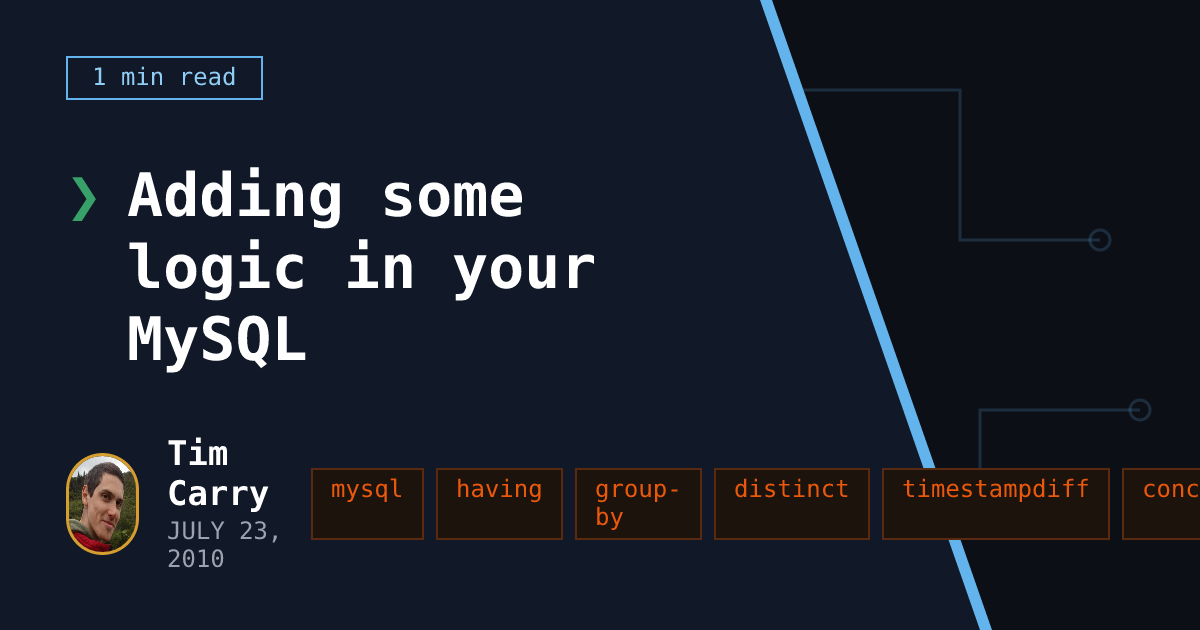 1 min read
❯ Adding some
logic in your
MySQL
Tim
Carry
JULY 23,
2010
mysql
having
group-
by
distinct
timestampdiff
conc